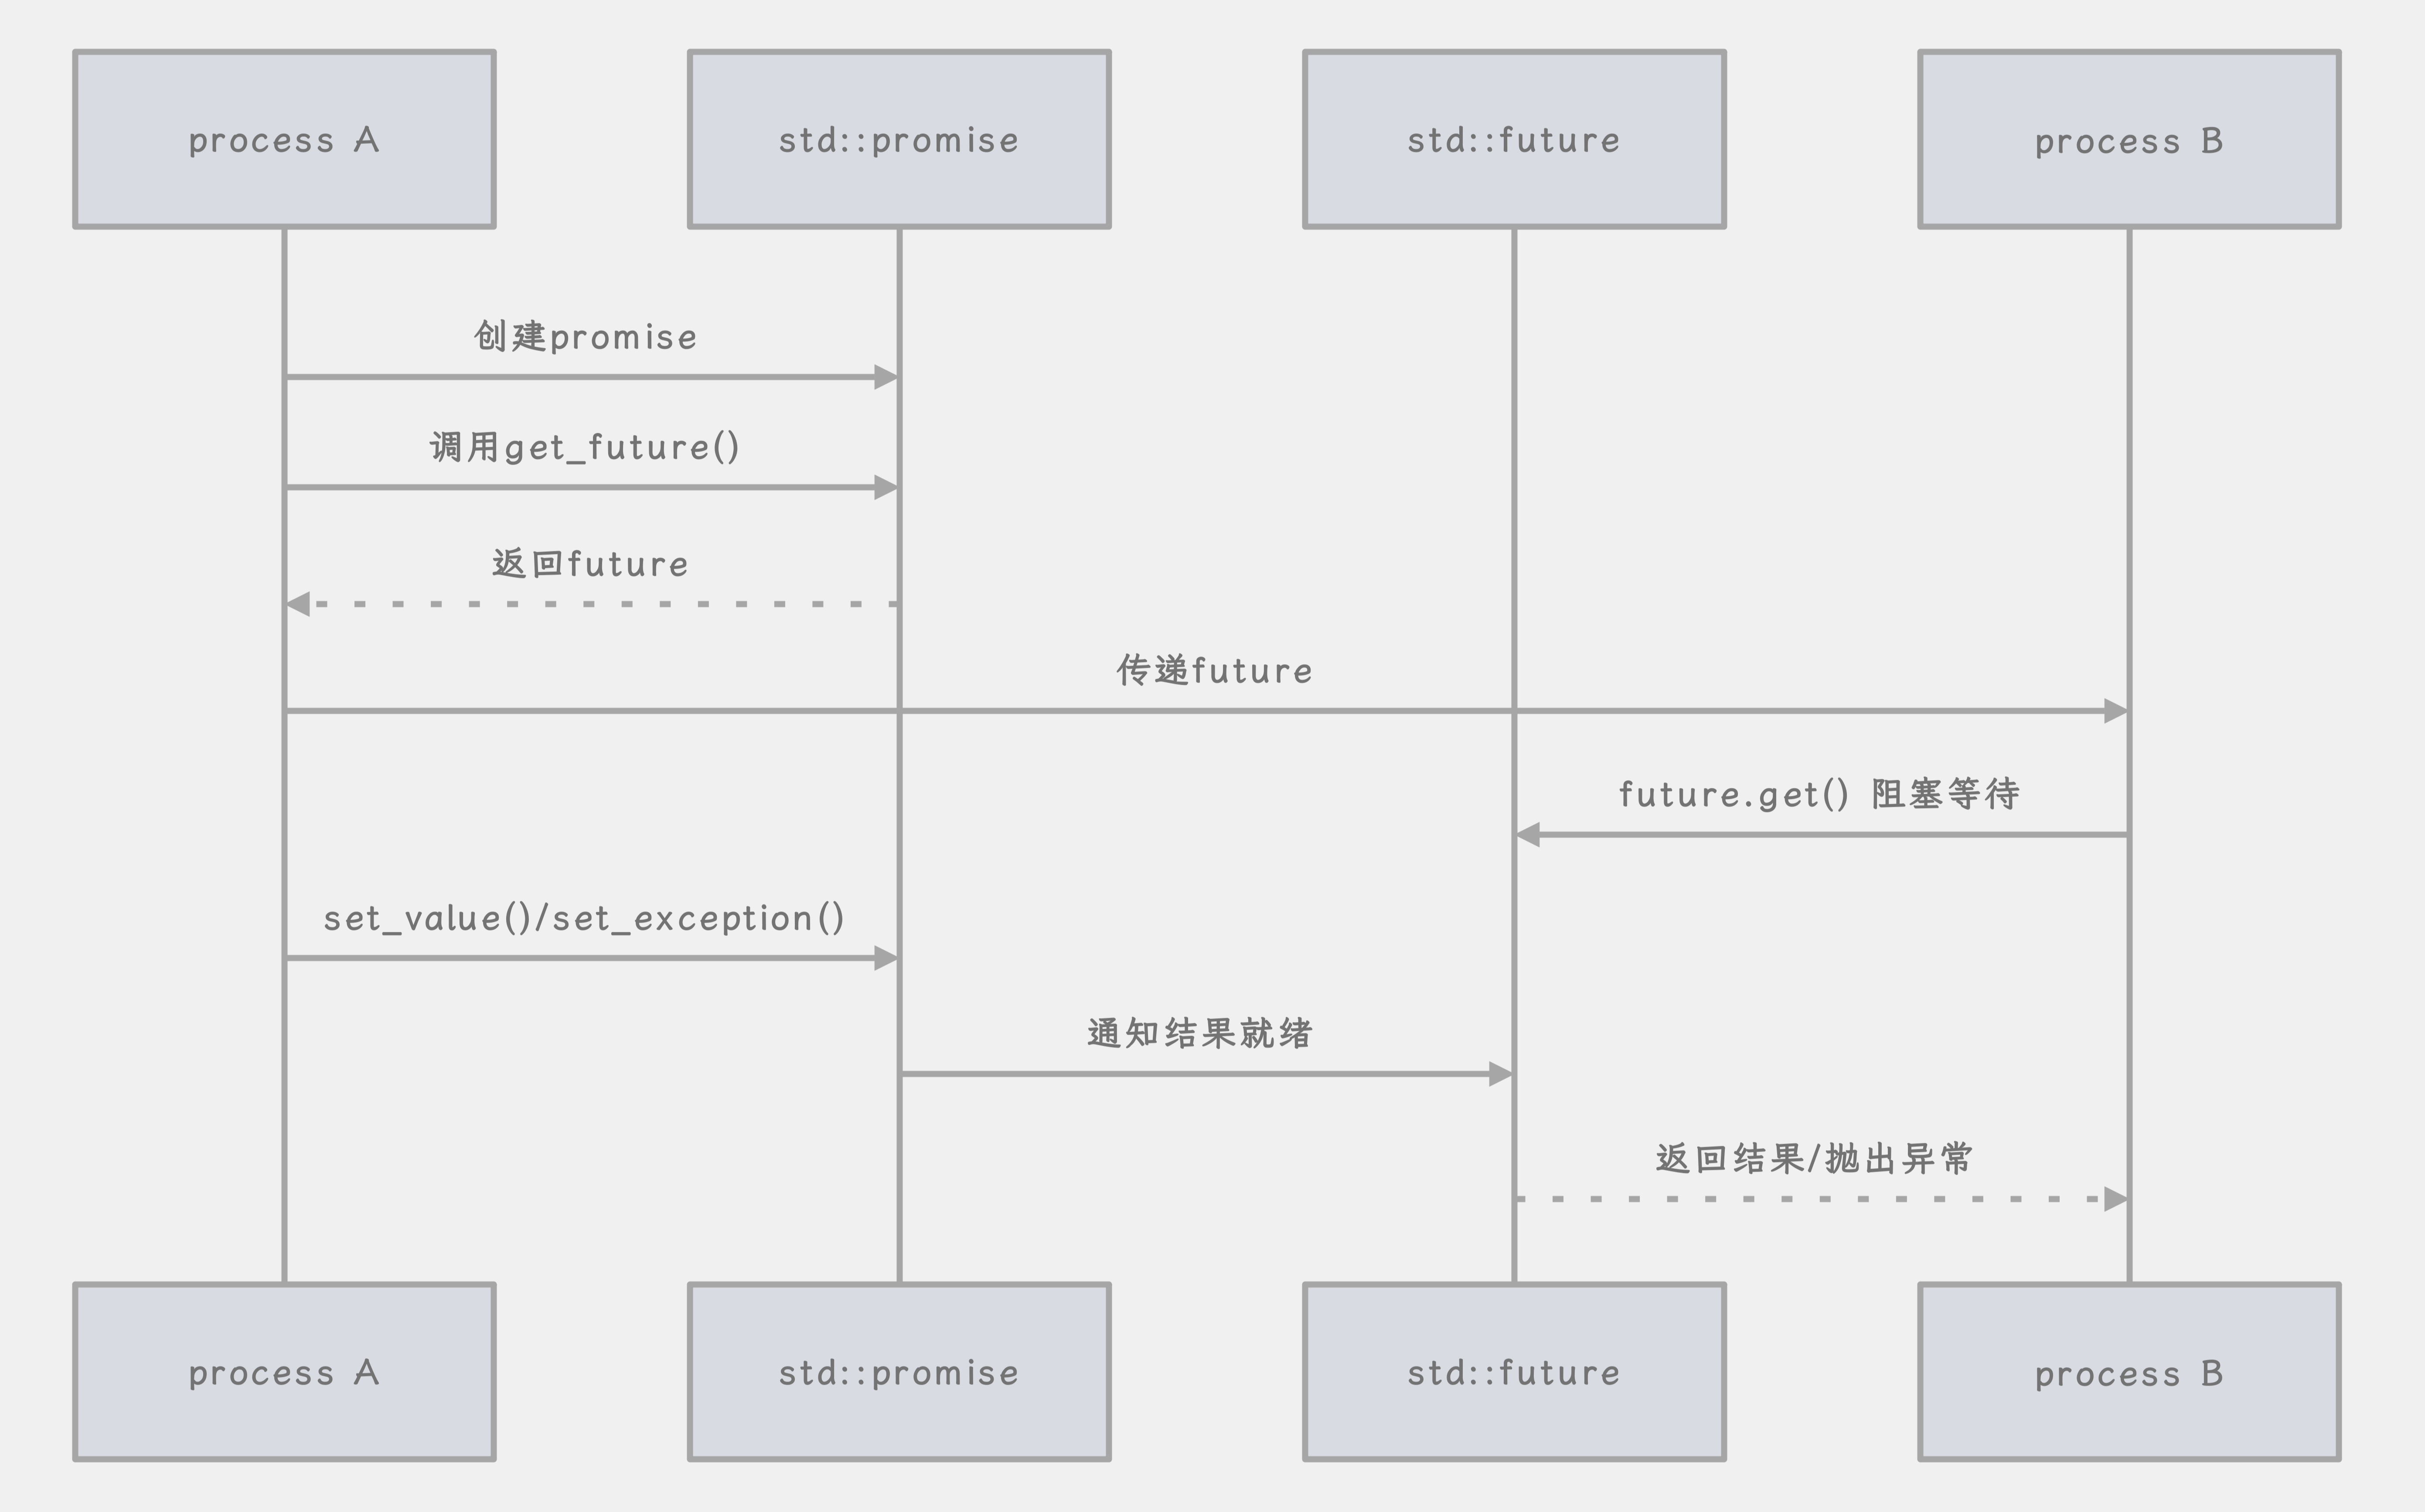 process A
std::promise
std::future
process B
创建promise
调用get_future()
返回future
传递future
future.get() 阻塞等待
set_value()/set_exception()
通知结果就绪
返回结果/抛出异常
process A
std::promise
std::future
process B